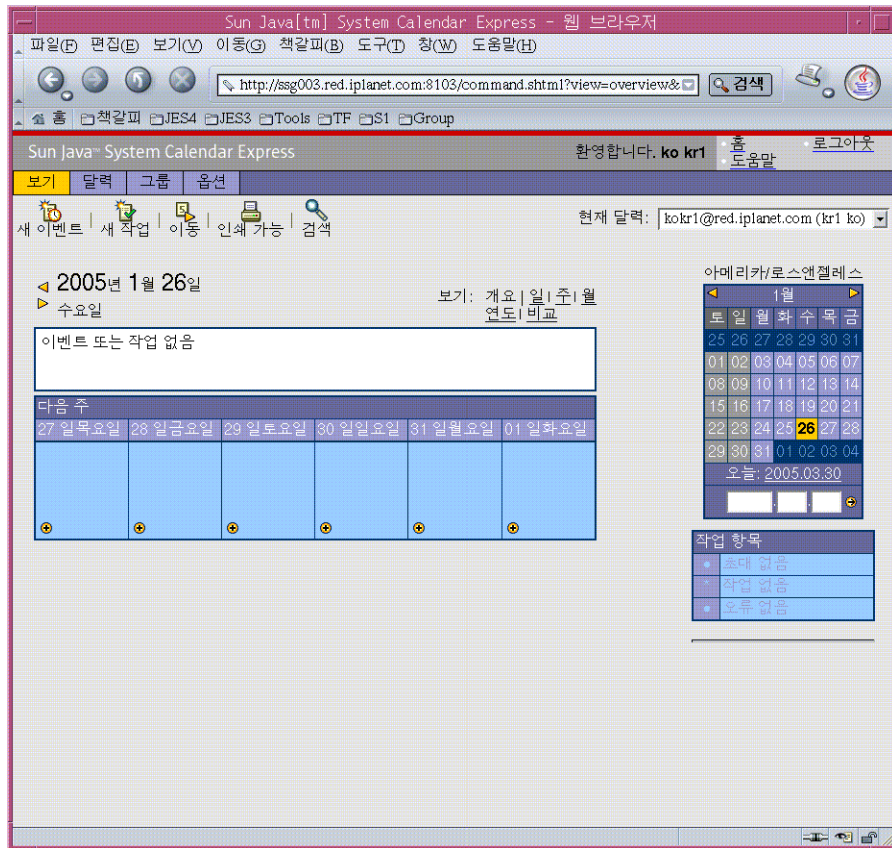 Sun Java[tm] System Calendar Express - 웹 브라우저
파일(F) 편집(E) 보기(V) 이동(G) 책갈피(B) 도구(T) 창(W) 도움말(H)
http://ssg003.red.iplanet.com:8103/command.shtml?view=overview& 검색
홈 책갈피 JES4 JES3 Tools TF S1 Group
Sun Java™ System Calendar Express 환영합니다. ko kr1 홈 로그아웃
도움말
보기 달력 그룹 옵션
새 이벤트 | 새 작업 | 이동 | 인쇄 가능 | 검색
현재 달력: kokr1@red.iplanet.com (kr1 ko)
2005년 1월 26일
수요일
보기: 개요 | 일 | 주 | 월
연도 | 비교
이벤트 또는 작업 없음
다음 주
27 일목요일 28 일금요일 29 일토요일 30 일일요일 31 일월요일 01 일화요일
아메리카/로스앤젤레스
1월
토 일 월 화 수 목 금
25 26 27 28 29 30 31
01 02 03 04 05 06 07
08 09 10 11 12 13 14
15 16 17 18 19 20 21
22 23 24 25 26 27 28
29 30 31 01 02 03 04
오늘: 2005.03.30
작업 항목
초대 없음
* 작업 없음
오류 없음